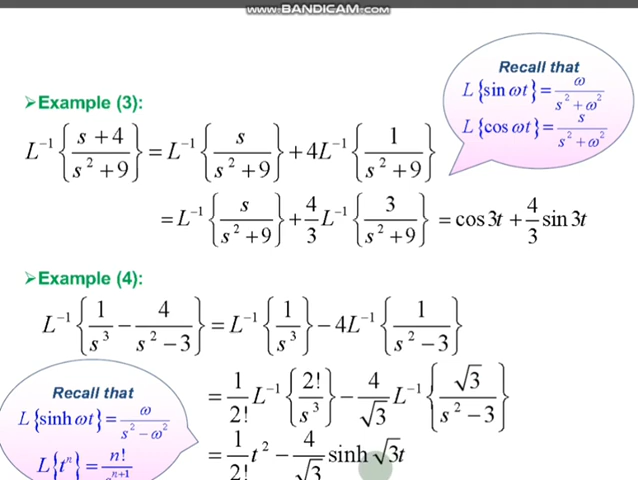 www.BANDICAM.com
Recall that
L{sin ωt} = ω/(s² + ω²)
L{cos ωt} = s/(s² + ω²)
➢Example (3):
L⁻¹{(s + 4)/(s² + 9)} = L⁻¹{s/(s² + 9)} + 4L⁻¹{1/(s² + 9)}
= L⁻¹{s/(s² + 9)} + 4/3 L⁻¹{3/(s² + 9)} = cos 3t + 4/3 sin 3t
➢Example (4):
L⁻¹{1/s³ − 4/(s² − 3)} = L⁻¹{1/s³} − 4L⁻¹{1/(s² − 3)}
= 1/2! L⁻¹{2!/s³} − 4/√3 L⁻¹{√3/(s² − 3)}
= 1/2! t² − 4/√3 sinh √3t
Recall that
L{sinh ωt} = ω/(s² − ω²)
L{tⁿ} = n!/sⁿ⁺¹